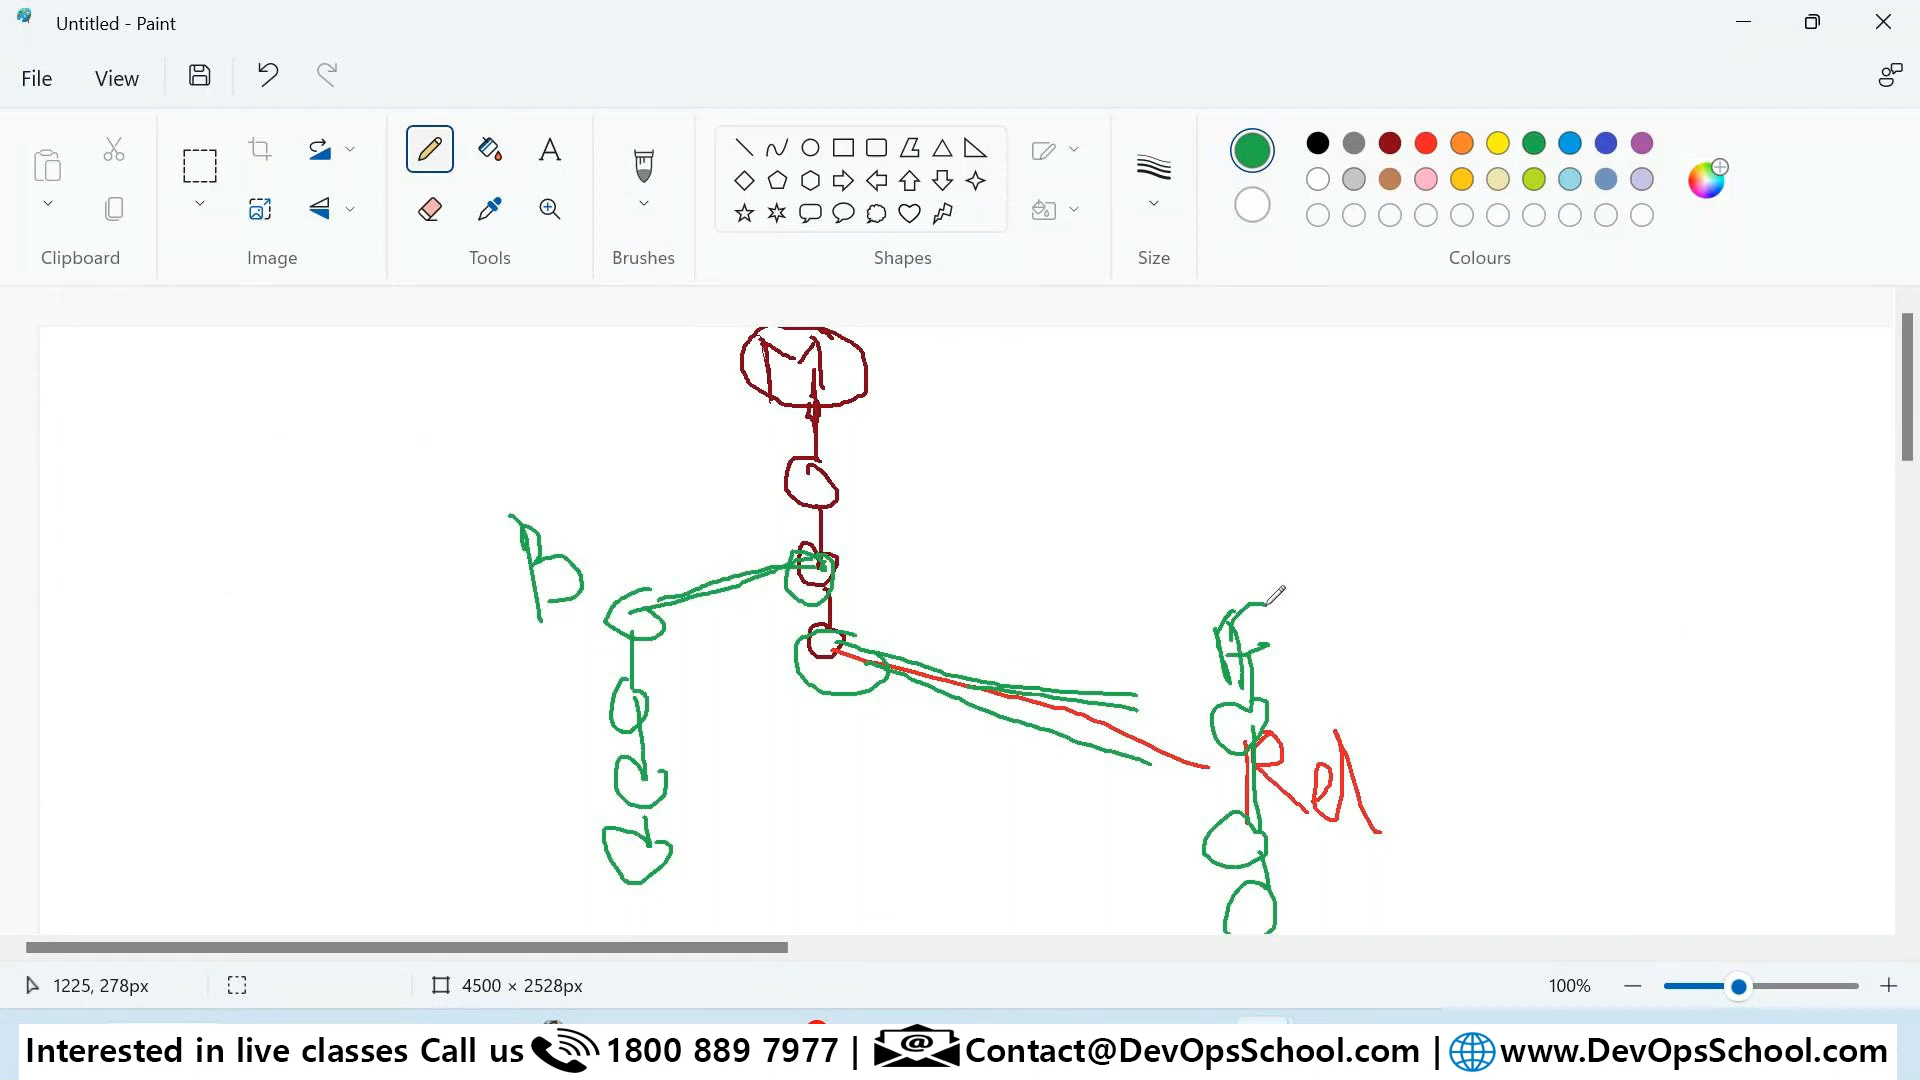 Untitled - Paint
File View
Clipboard Image Tools Brushes Shapes Size Colours
M
b
f
Rel
1225, 278px 4500 × 2528px 100%
Interested in live classes Call us 1800 889 7977 | Contact@DevOpsSchool.com | www.DevOpsSchool.com